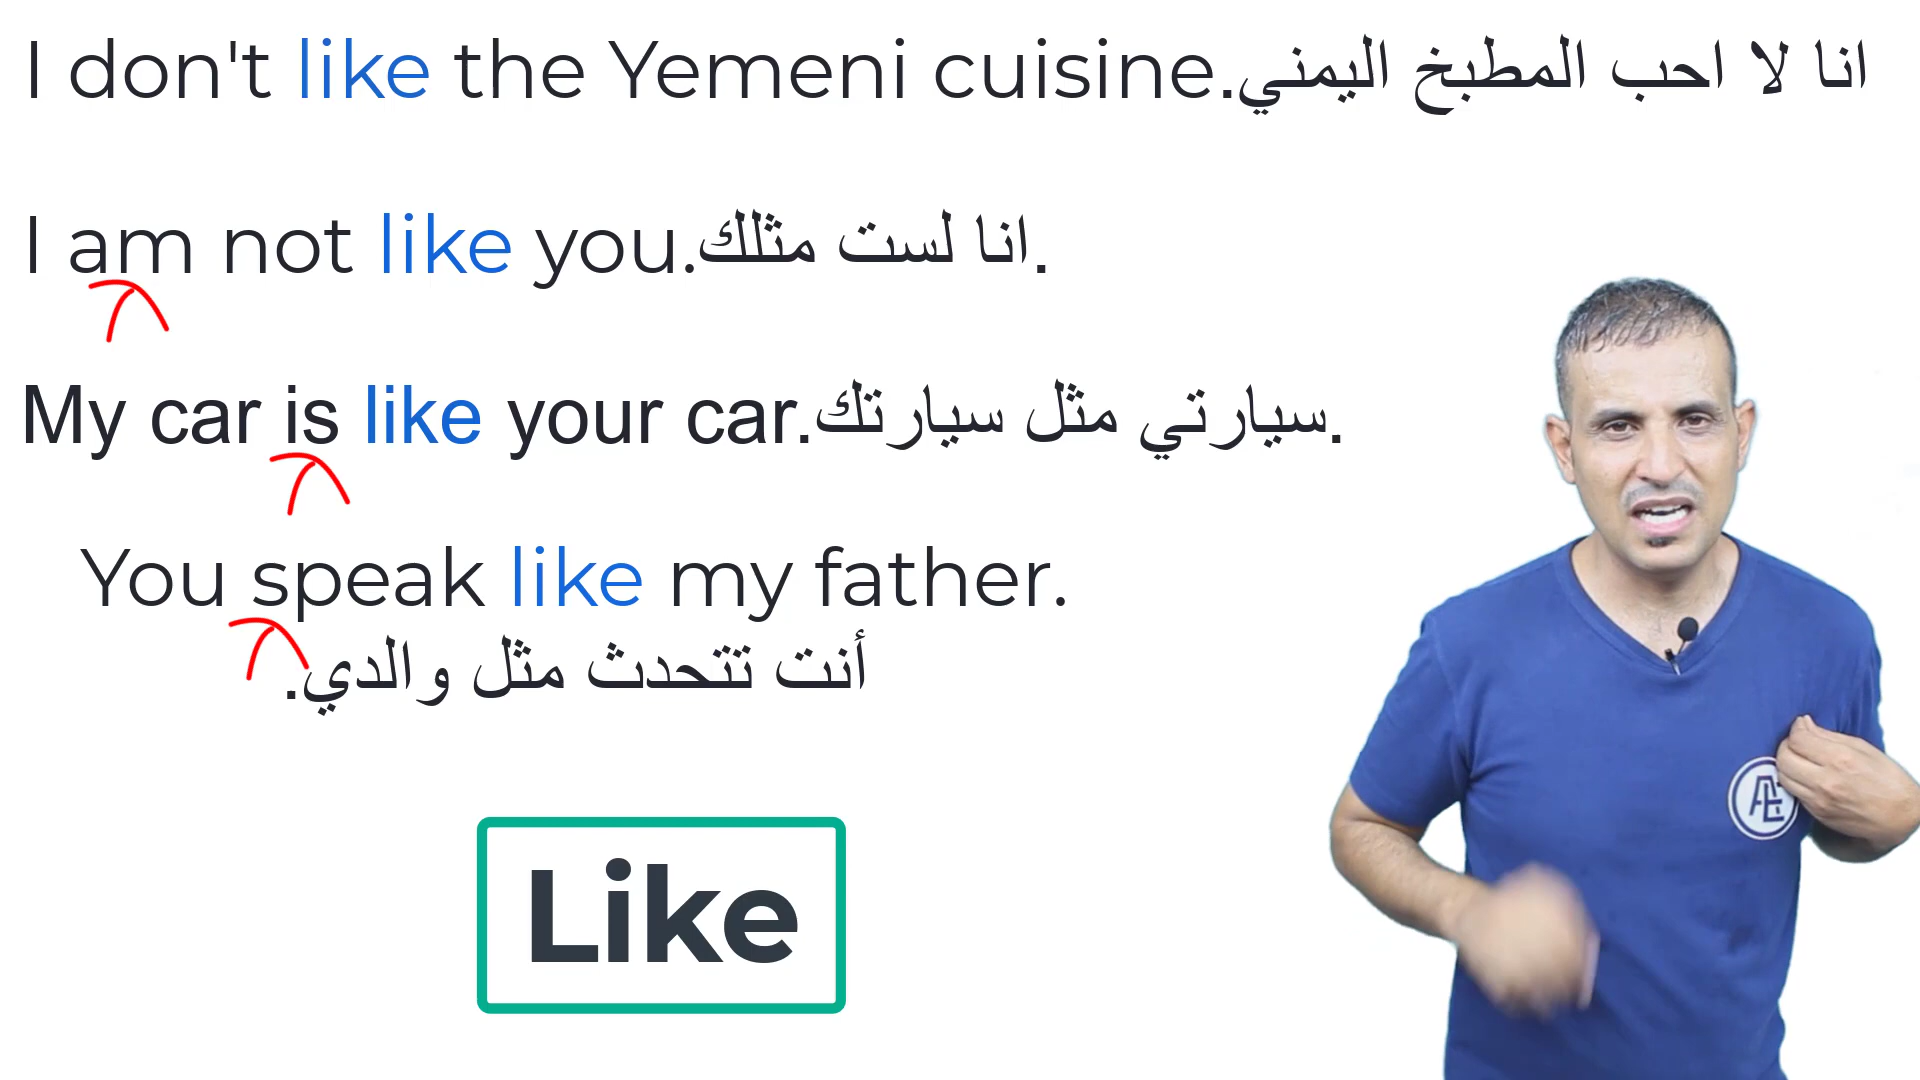 I don't like the Yemeni cuisine.انا لا احب المطبخ اليمني
I am not like you.انا لست مثلك.
My car is like your car.سيارتي مثل سيارتك.
You speak like my father.
أنت تتحدث مثل والدي.
Like